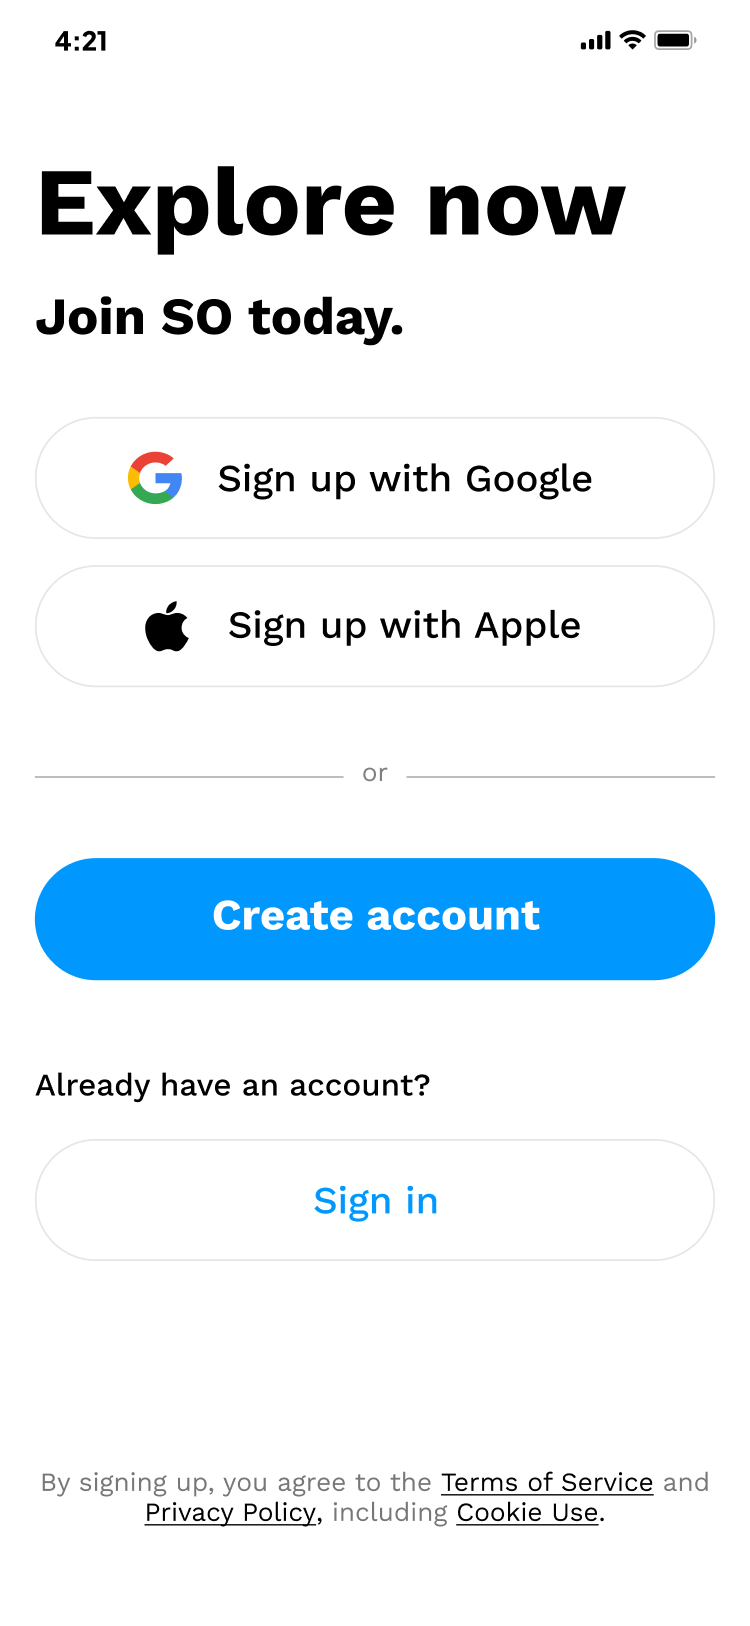 4:21
Explore now
Join SO today.
Sign up with Google
Sign up with Apple
or
Create account
Already have an account?
Sign in
By signing up, you agree to the Terms of Service and
Privacy Policy, including Cookie Use.